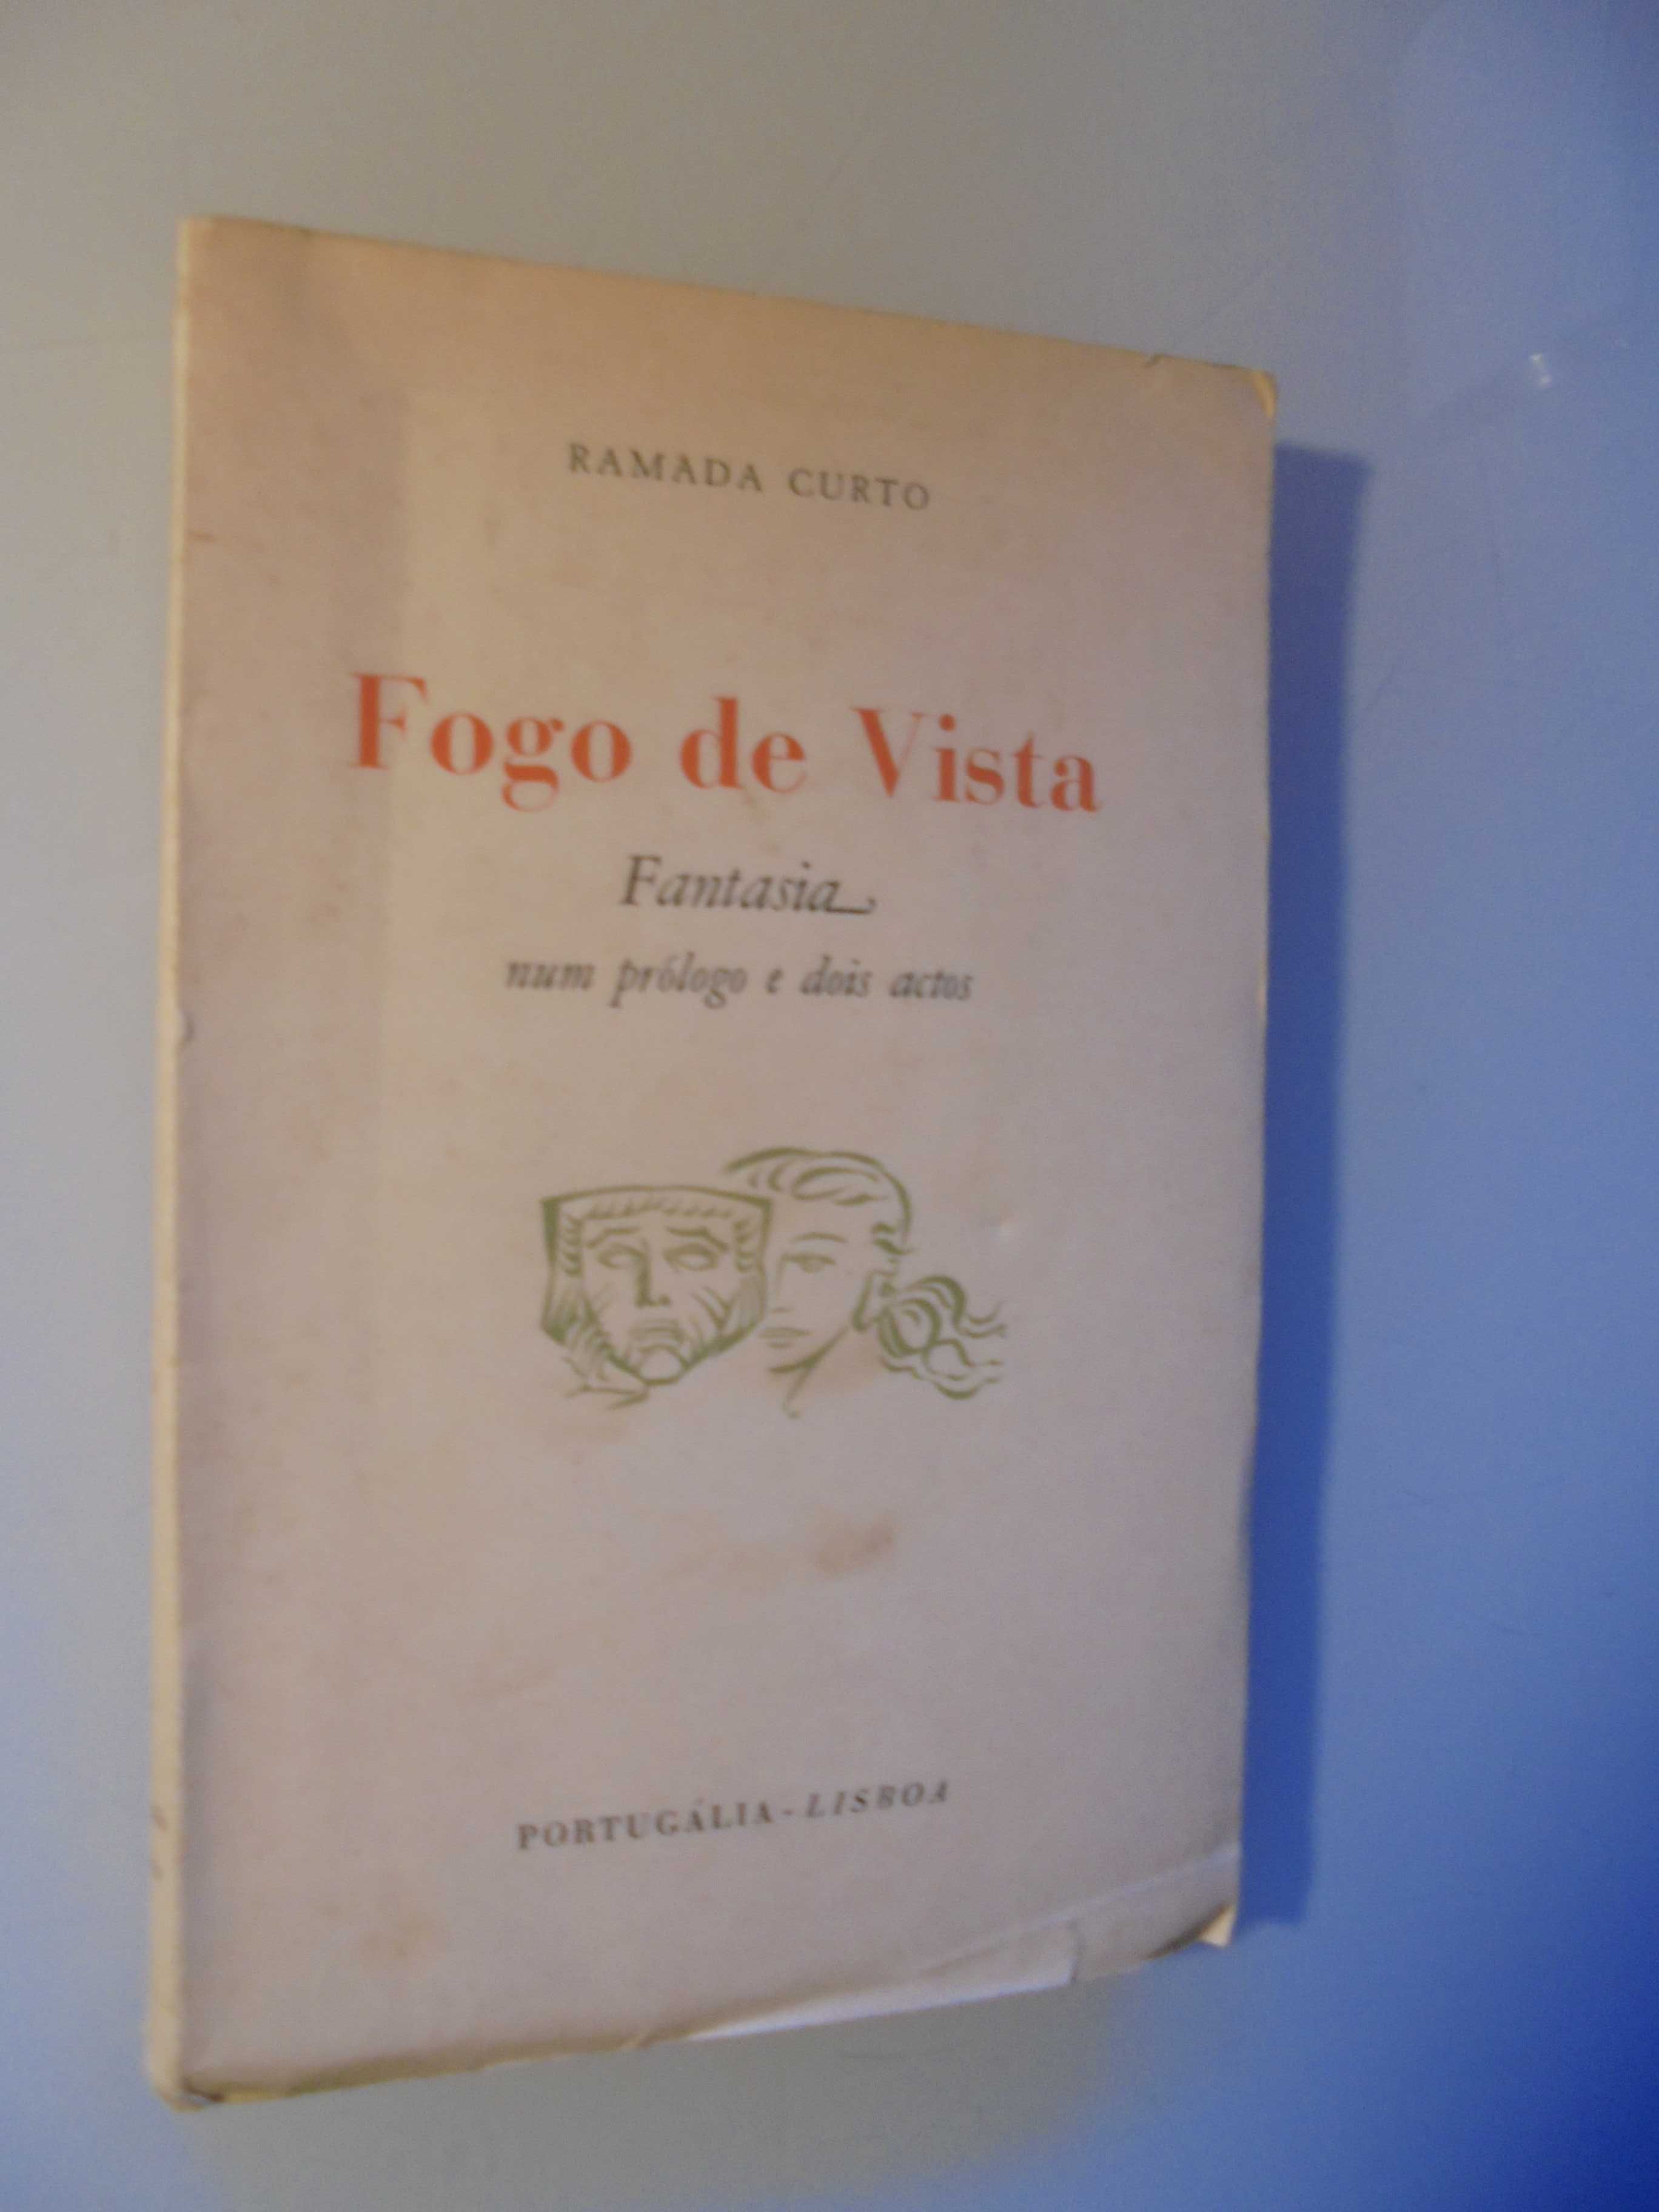 RAMADA CURTO
Fogo de Vista
Fantasia
num prólogo e dois actos
PORTUGÁLIA - LISBOA